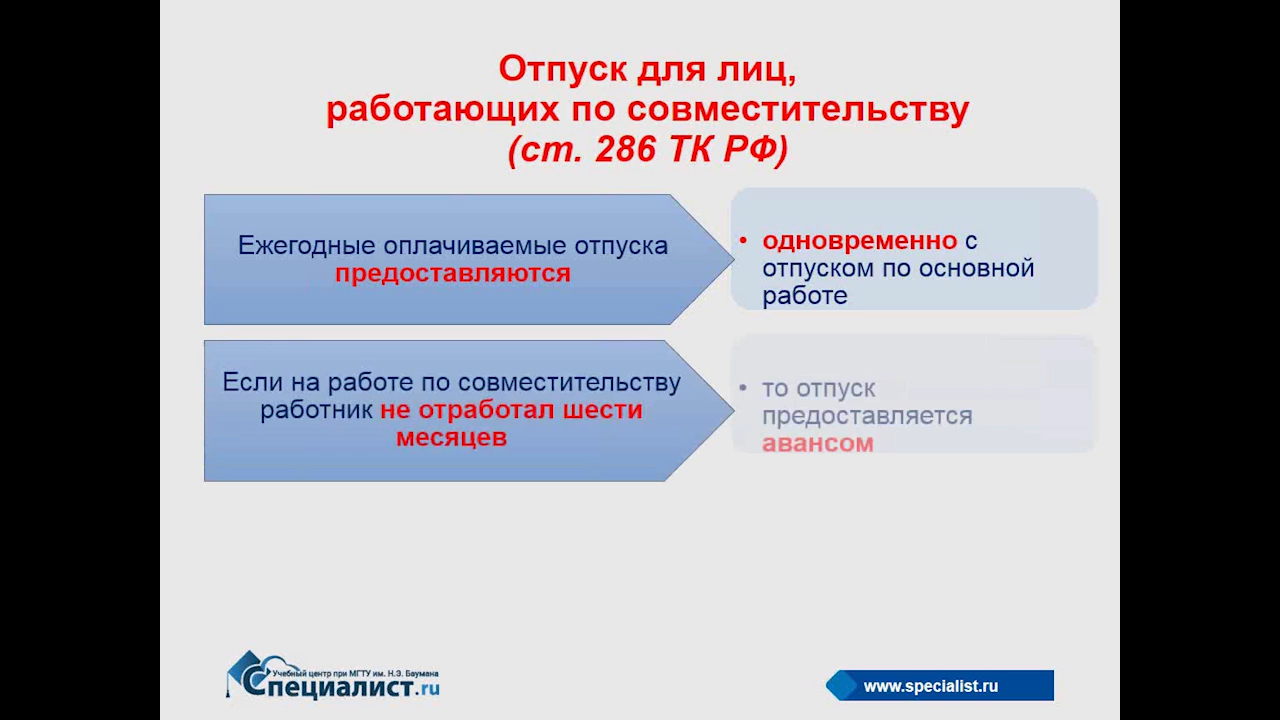 Отпуск для лиц,
работающих по совместительству
(ст. 286 ТК РФ)
Ежегодные оплачиваемые отпуска
предоставляются
• одновременно с
отпуском по основной
работе
Если на работе по совместительству
работник не отработал шести
месяцев
• то отпуск
предоставляется
авансом
Учебный центр при МГТУ им. Н.Э. Баумана
Специалист.ru
www.specialist.ru